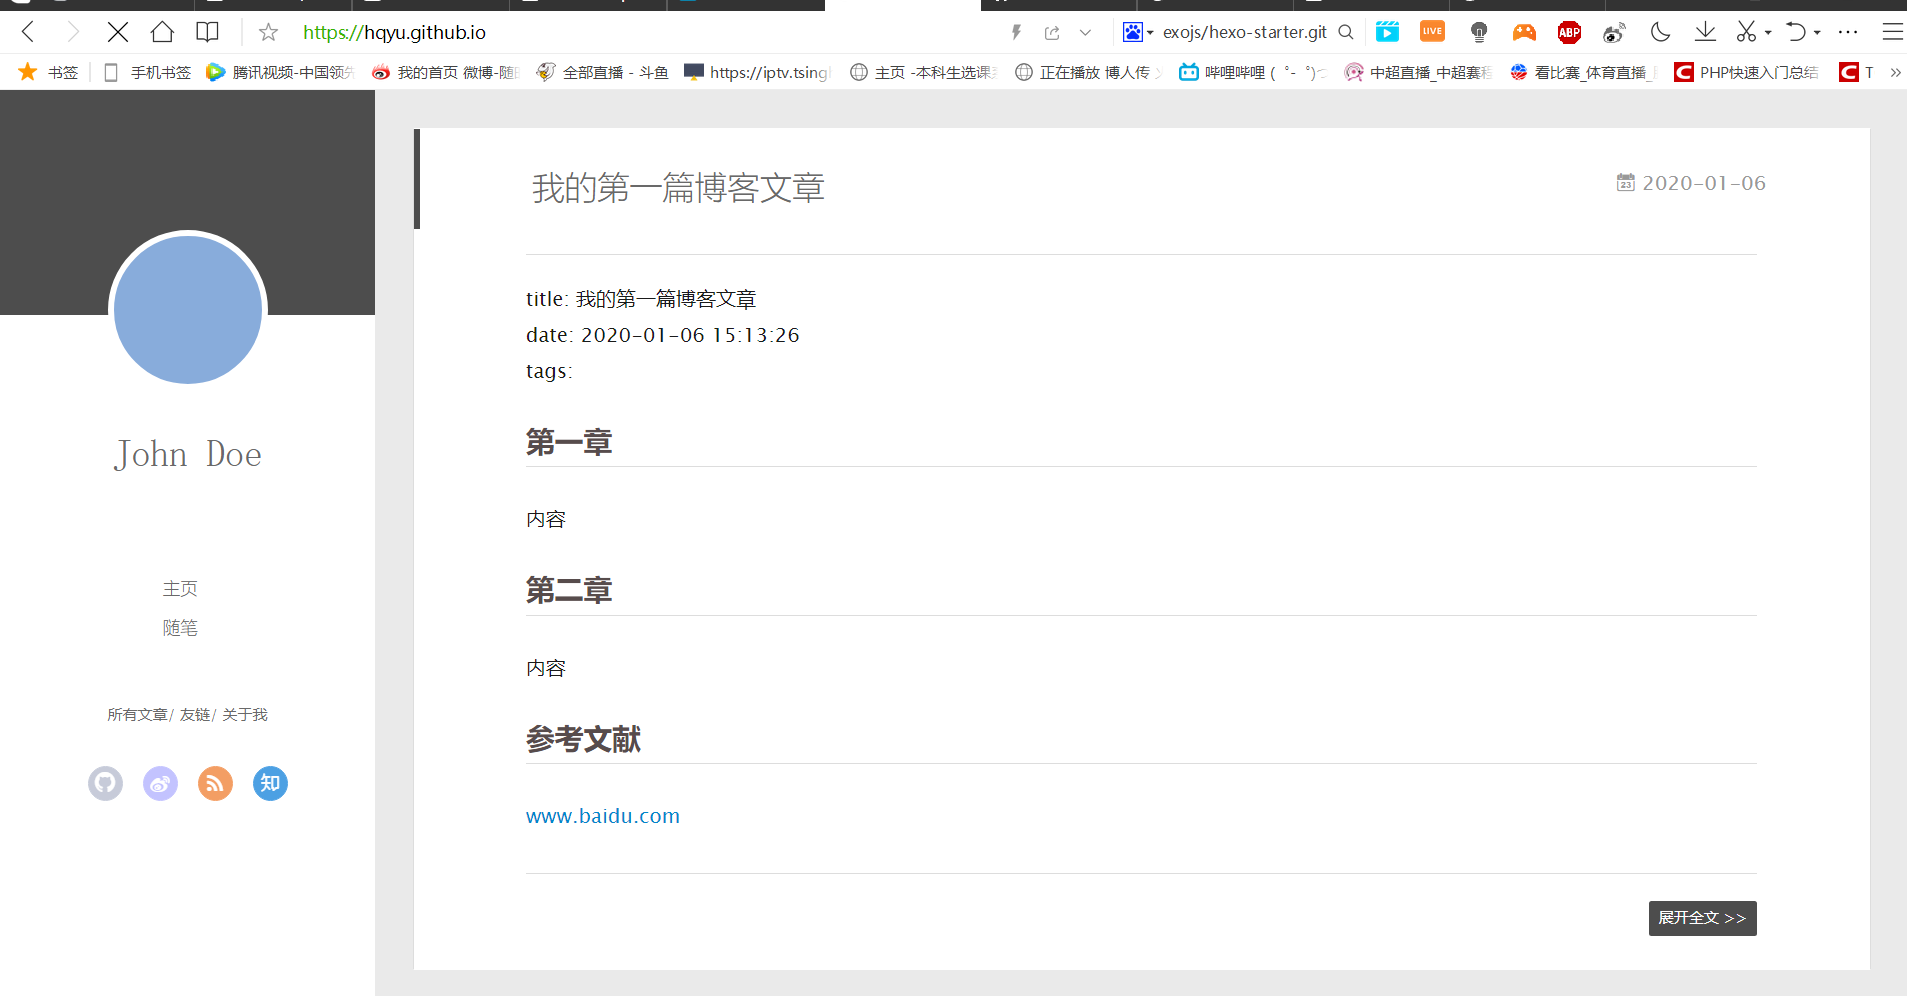 https://hqyu.github.io
exojs/hexo-starter.git
LIVE
ABP
书签
手机书签
腾讯视频-中国领先
我的首页 微博-随
全部直播 - 斗鱼
https://iptv.tsing
主页 -本科生选课
正在播放 博人传
哔哩哔哩 ( ゜- ゜)つ
中超直播_中超赛程
看比赛_体育直播_
PHP快速入门总结
T
»
我的第一篇博客文章
23
2020-01-06
title: 我的第一篇博客文章
date: 2020-01-06 15:13:26
tags:
第一章
内容
第二章
内容
参考文献
www.baidu.com
展开全文 >>
John Doe
主页
随笔
所有文章/ 友链/ 关于我
知